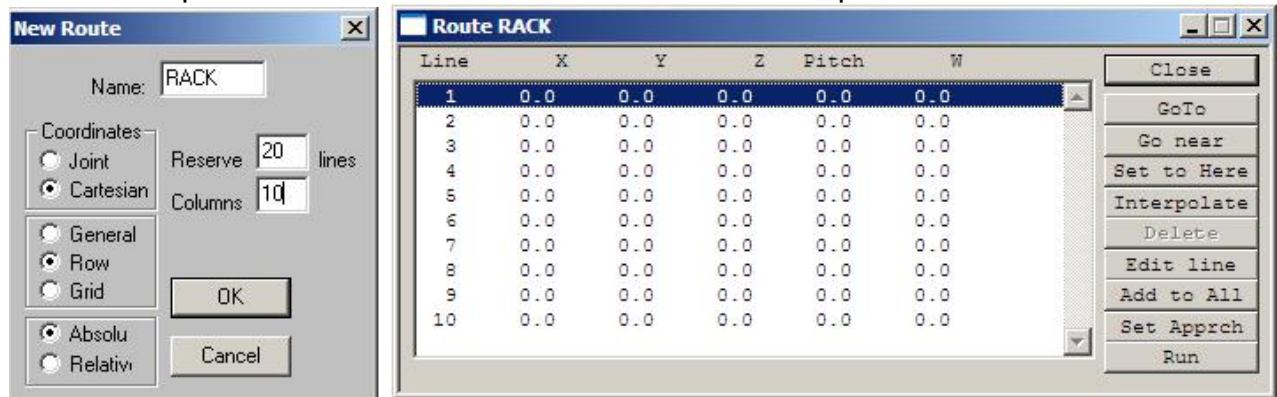 New Route
Name: RACK
Coordinates
Joint
Cartesian
Reserve 20 lines
Columns 10
General
Row
Grid
OK
Absolu
Relativ
Cancel
Route RACK
Line X Y Z Pitch W
1 0.0 0.0 0.0 0.0 0.0
2 0.0 0.0 0.0 0.0 0.0
3 0.0 0.0 0.0 0.0 0.0
4 0.0 0.0 0.0 0.0 0.0
5 0.0 0.0 0.0 0.0 0.0
6 0.0 0.0 0.0 0.0 0.0
7 0.0 0.0 0.0 0.0 0.0
8 0.0 0.0 0.0 0.0 0.0
9 0.0 0.0 0.0 0.0 0.0
10 0.0 0.0 0.0 0.0 0.0
Close
GoTo
Go near
Set to Here
Interpolate
Delete
Edit line
Add to All
Set Apprch
Run